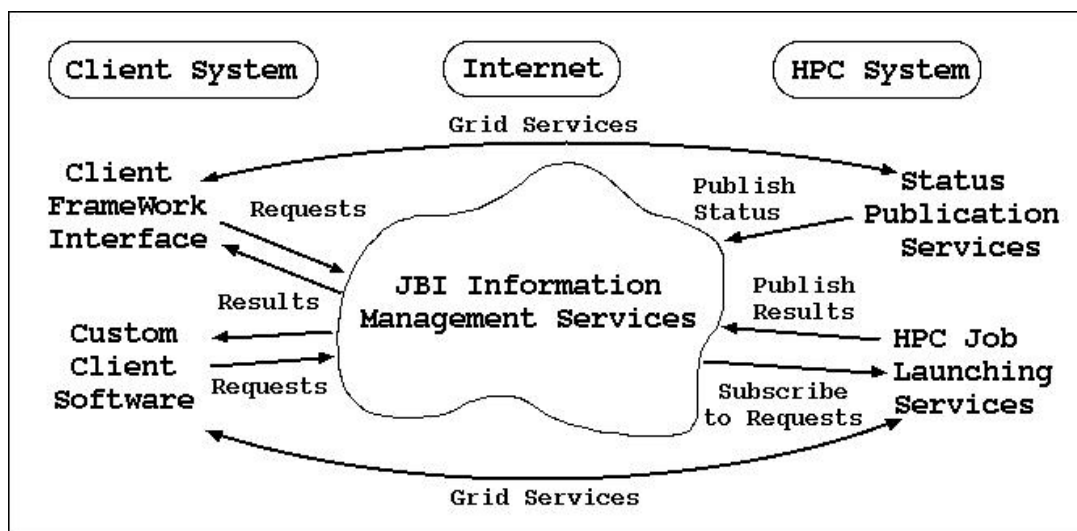 Client System
Internet
HPC System
Grid Services
Client
FrameWork
Interface
Requests
Publish
Status
Status
Publication
Services
JBI Information
Management Services
Results
Publish
Results
Custom
Client
Software
Requests
HPC Job
Launching
Services
Subscribe
to Requests
Grid Services